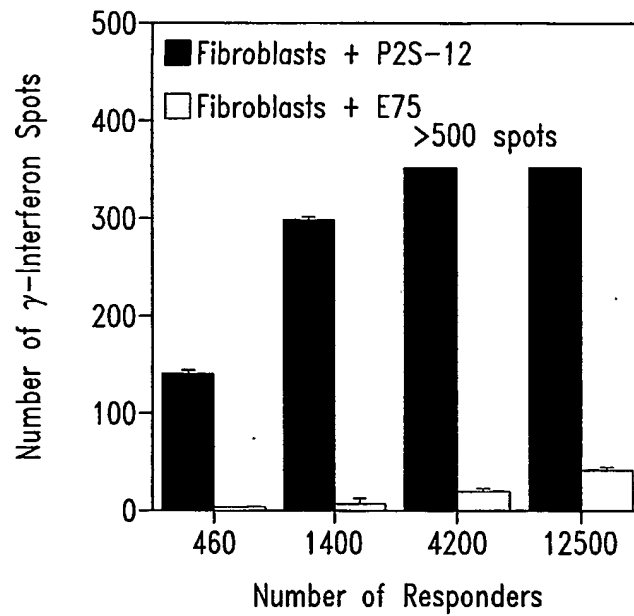 500
400
300
200
100
0
Number of γ-Interferon Spots
Fibroblasts + P2S-12
Fibroblasts + E75
>500 spots
460 1400 4200 12500
Number of Responders